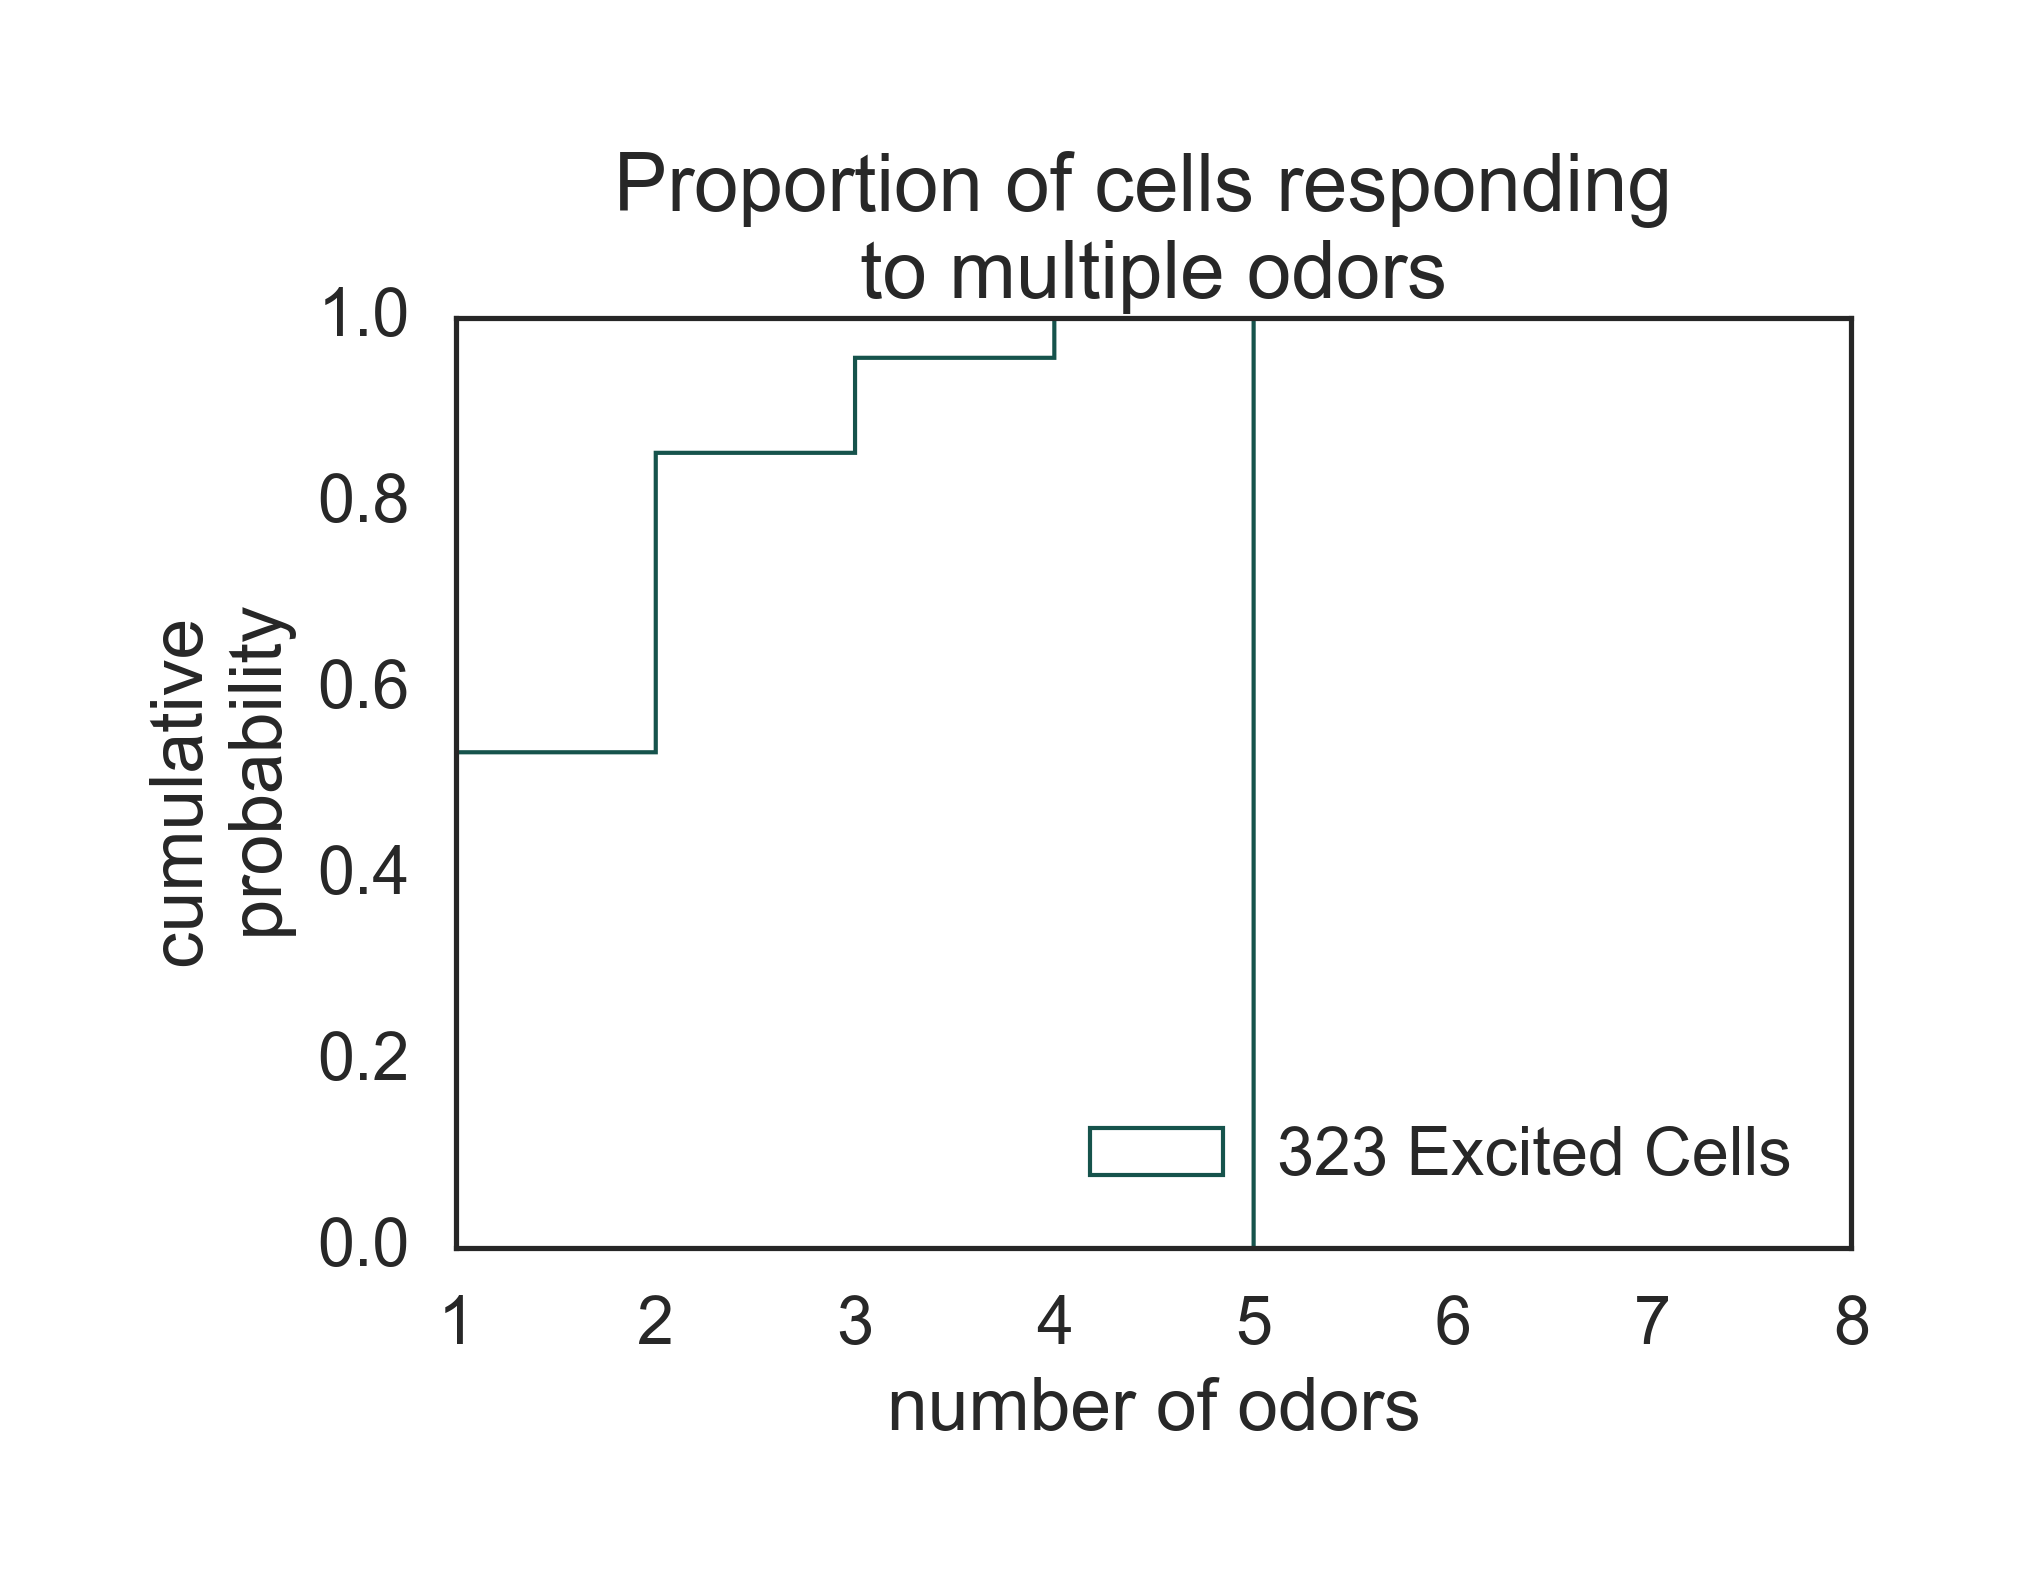 Proportion of cells responding
to multiple odors
1.0
0.8
0.6
0.4
0.2
0.0
cumulative
probability
323 Excited Cells
1 2 3 4 5 6 7 8
number of odors